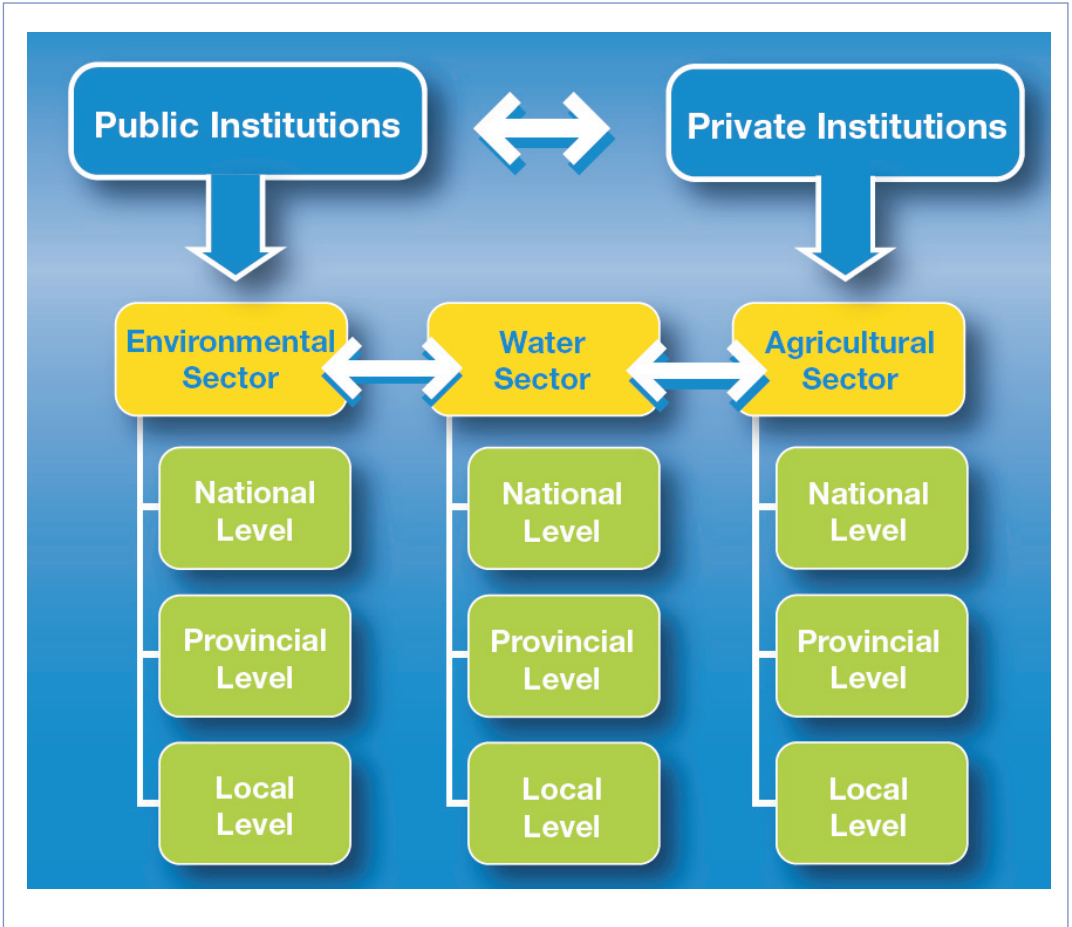 Public Institutions
Private Institutions
Environmental
Sector
Water
Sector
Agricultural
Sector
National
Level
National
Level
National
Level
Provincial
Level
Provincial
Level
Provincial
Level
Local
Level
Local
Level
Local
Level